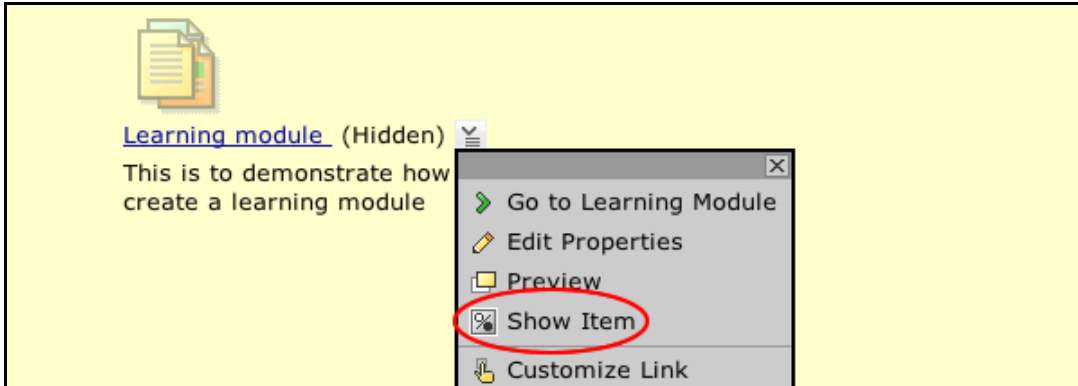 Learning module (Hidden)
This is to demonstrate how
create a learning module
Go to Learning Module
Edit Properties
Preview
Show Item
Customize Link